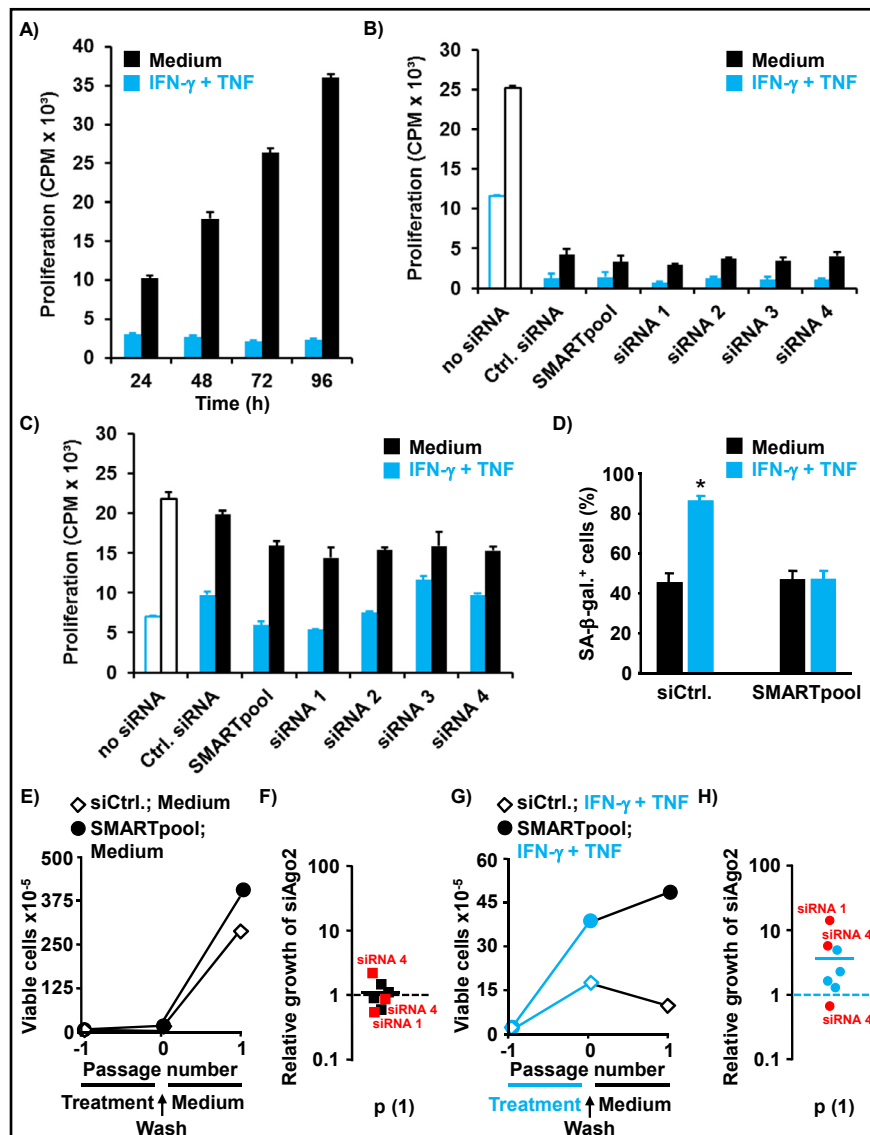 A)
Medium
IFN-γ + TNF
Proliferation (CPM x 10³)
40
35
30
25
20
15
10
5
0
24 48 72 96
Time (h)
B)
Medium
IFN-γ + TNF
Proliferation (CPM x 10³)
30
25
20
15
10
5
0
no siRNA
Ctrl. siRNA
SMARTpool
siRNA 1
siRNA 2
siRNA 3
siRNA 4
C)
Medium
IFN-γ + TNF
Proliferation (CPM x 10³)
30
25
20
15
10
5
0
no siRNA
Ctrl. siRNA
SMARTpool
siRNA 1
siRNA 2
siRNA 3
siRNA 4
D)
Medium
IFN-γ + TNF
SA-β-gal.⁺ cells (%)
100
80
60
40
20
0
*
siCtrl. SMARTpool
E)
siCtrl.; Medium
SMARTpool;
Medium
Viable cells x10⁻⁵
500
375
250
125
0
-1 0 1
Passage number
Treatment Medium
Wash
F)
Relative growth of siAgo2
100
10
1
0.1
siRNA 4
siRNA 4
siRNA 1
p (1)
G)
siCtrl.; IFN-γ + TNF
SMARTpool;
IFN-γ + TNF
Viable cells x10⁻⁵
60
45
30
15
0
-1 0 1
Passage number
Treatment Medium
Wash
H)
Relative growth of siAgo2
100
10
1
0.1
siRNA 1
siRNA 4
siRNA 4
p (1)